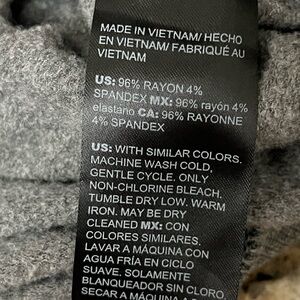 MADE IN VIETNAM/ HECHO
EN VIETNAM/ FABRIQUÉ AU
VIETNAM
US: 96% RAYON 4%
SPANDEX MX: 96% rayón 4%
elastano CA: 96% RAYONNE
4% SPANDEX
US: WITH SIMILAR COLORS.
MACHINE WASH COLD,
GENTLE CYCLE. ONLY
NON-CHLORINE BLEACH.
TUMBLE DRY LOW. WARM
IRON. MAY BE DRY
CLEANED MX: CON
COLORES SIMILARES.
LAVAR A MÁQUINA CON
AGUA FRÍA EN CICLO
SUAVE. SOLAMENTE
BLANQUEADOR SIN CLORO
SECAR A MÁQUINA A